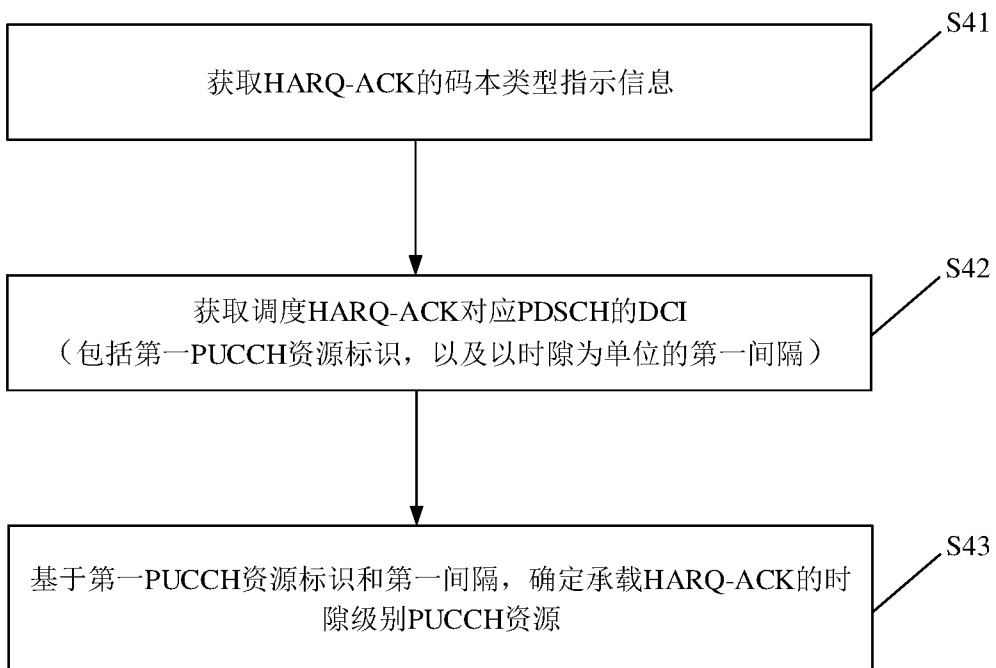 S41
获取HARQ-ACK的码本类型指示信息
S42
获取调度HARQ-ACK对应PDSCH的DCI
（包括第一PUCCH资源标识，以及以时隙为单位的第一间隔）
S43
基于第一PUCCH资源标识和第一间隔，确定承载HARQ-ACK的时
隙级别PUCCH资源